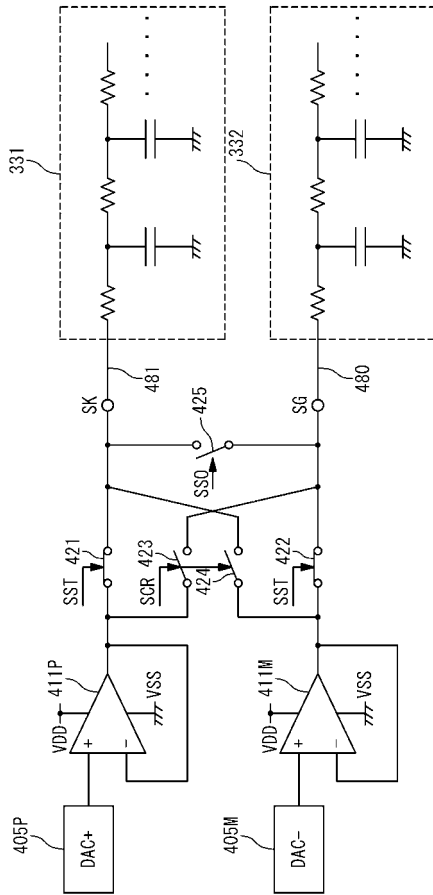 331
332
SK
481
425
SSO
SG
480
SST
421
SCR
423
424
SST
422
411P
VDD
VSS
+
-
411M
VDD
VSS
+
-
405P
DAC+
405M
DAC-